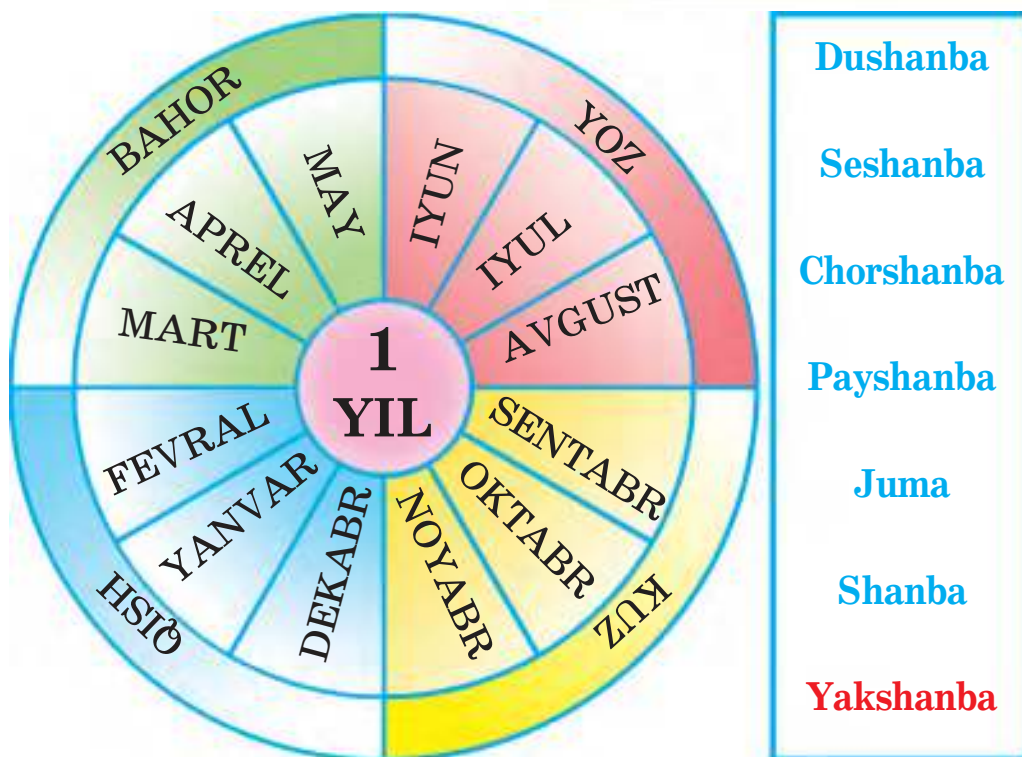 BAHOR
YOZ
KUZ
QISH
MART
APREL
MAY
IYUN
IYUL
AVGUST
SENTABR
OKTABR
NOYABR
DEKABR
YANVAR
FEVRAL
1
YIL
Dushanba
Seshanba
Chorshanba
Payshanba
Juma
Shanba
Yakshanba